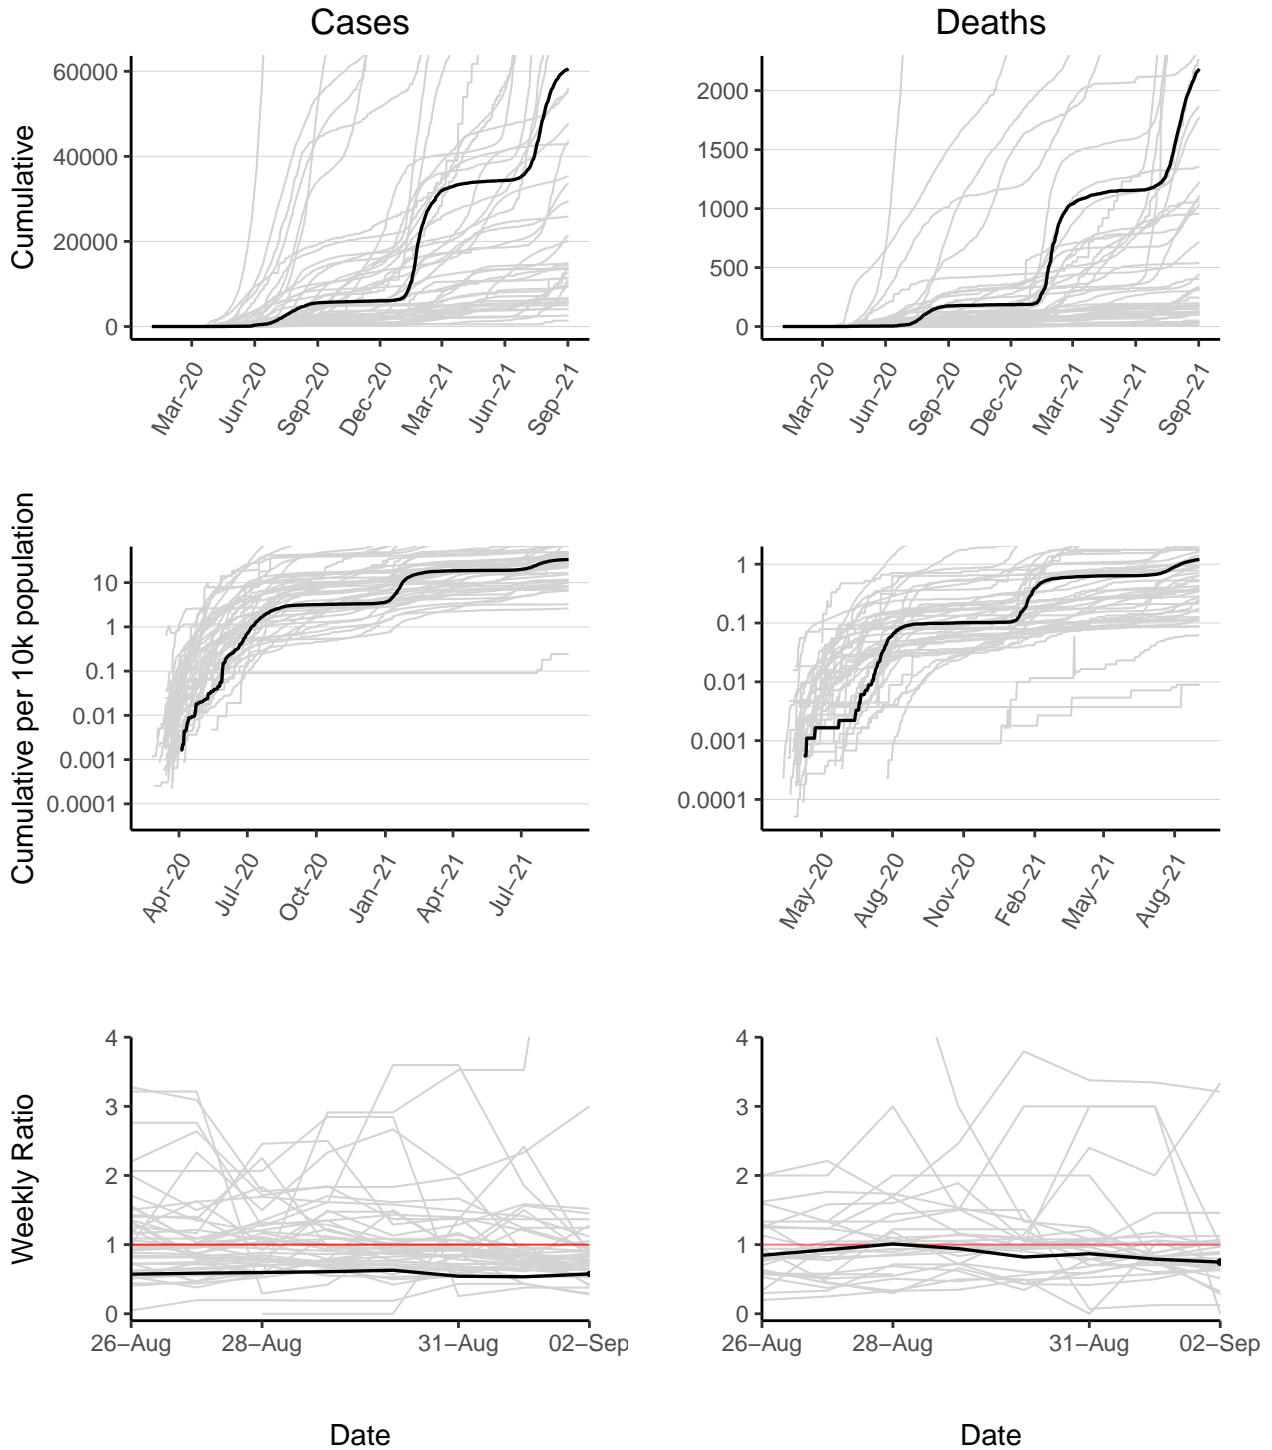 Cases
Deaths
Cumulative
60000
40000
20000
0
Mar−20
Jun−20
Sep−20
Dec−20
Mar−21
Jun−21
Sep−21
2000
1500
1000
500
0
Mar−20
Jun−20
Sep−20
Dec−20
Mar−21
Jun−21
Sep−21
Cumulative per 10k population
10
1
0.1
0.01
0.001
0.0001
Apr−20
Jul−20
Oct−20
Jan−21
Apr−21
Jul−21
1
0.1
0.01
0.001
0.0001
May−20
Aug−20
Nov−20
Feb−21
May−21
Aug−21
Weekly Ratio
4
3
2
1
0
26−Aug
28−Aug
31−Aug
02−Sep
4
3
2
1
0
26−Aug
28−Aug
31−Aug
02−Sep
Date
Date